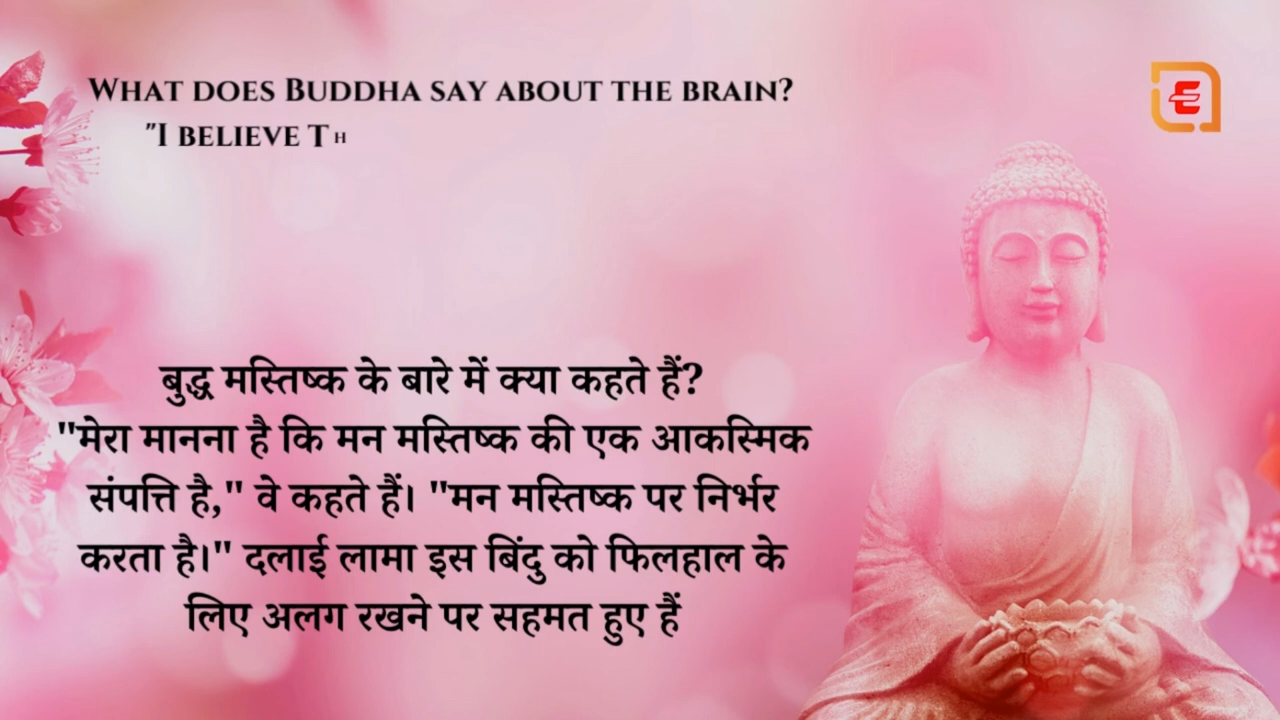 What does Buddha say about the brain?
"I believe Th
बुद्ध मस्तिष्क के बारे में क्या कहते हैं?
"मेरा मानना है कि मन मस्तिष्क की एक आकस्मिक
संपत्ति है," वे कहते हैं। "मन मस्तिष्क पर निर्भर
करता है।" दलाई लामा इस बिंदु को फिलहाल के
लिए अलग रखने पर सहमत हुए हैं